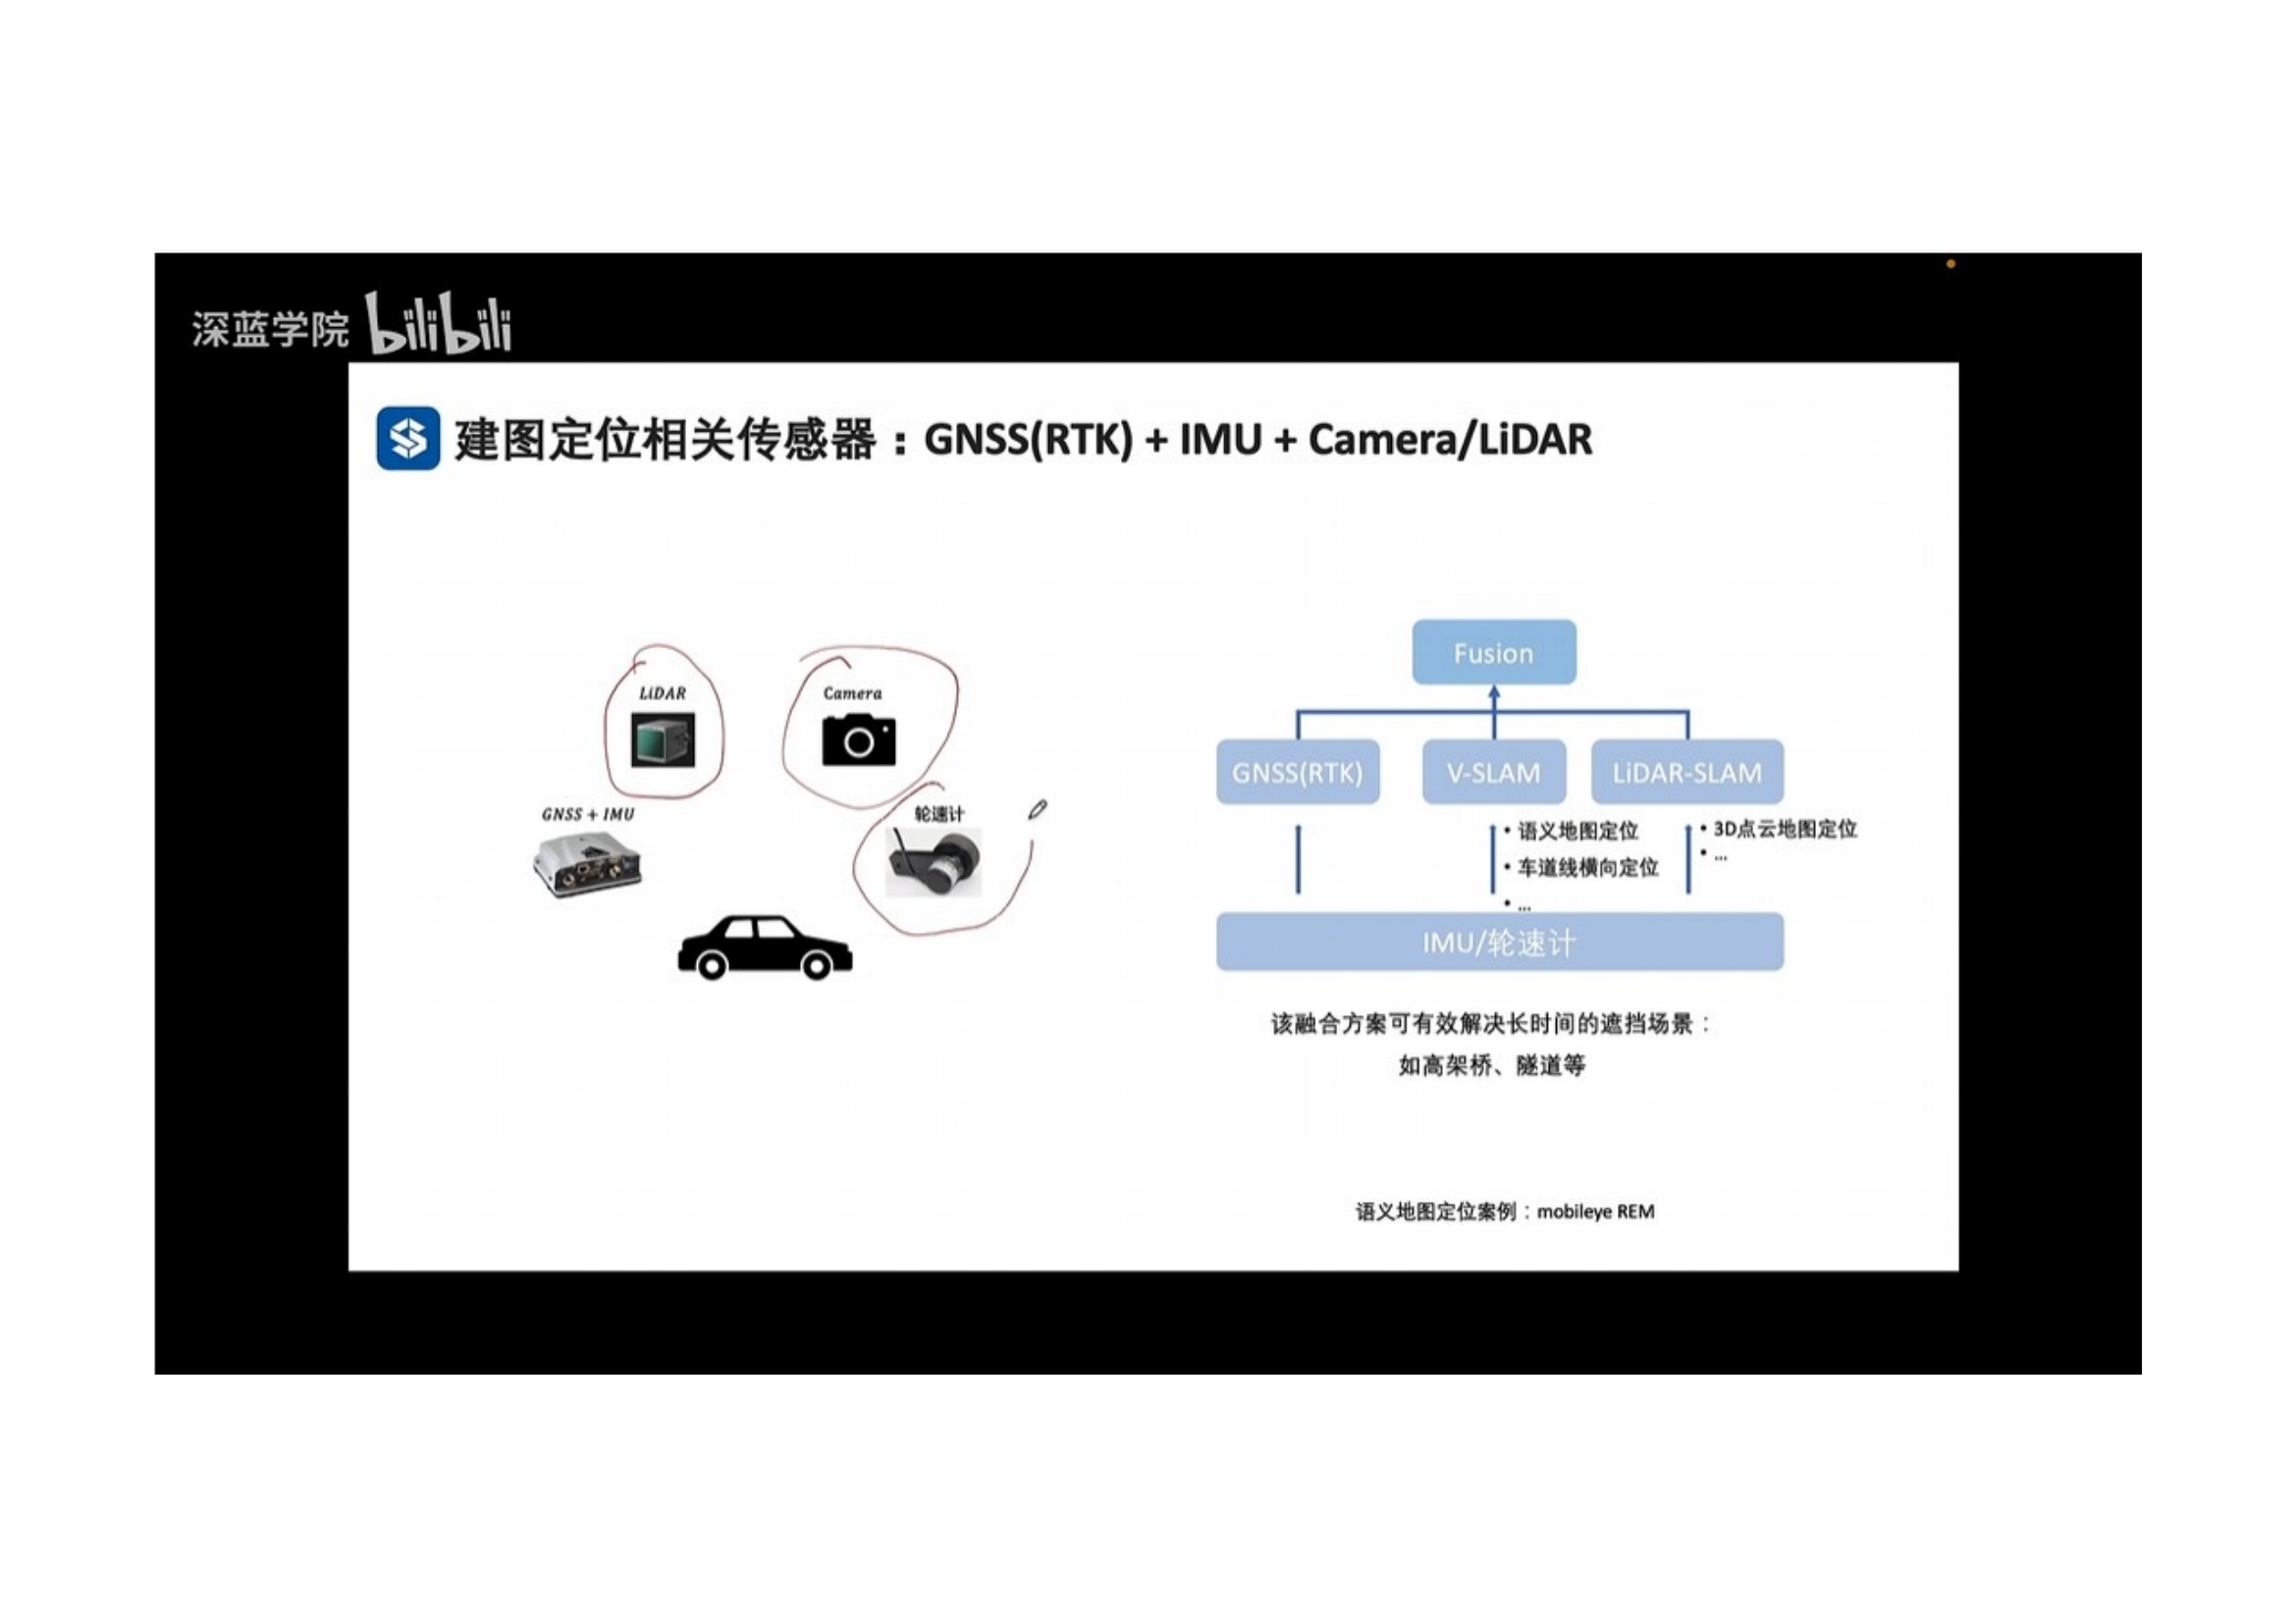 深蓝学院 bilibili
建图定位相关传感器：GNSS(RTK) + IMU + Camera/LiDAR
LiDAR
Camera
GNSS + IMU
轮速计
Fusion
GNSS(RTK)
V-SLAM
LiDAR-SLAM
• 语义地图定位
• 车道线横向定位
• ...
• 3D点云地图定位
• ...
IMU/轮速计
该融合方案可有效解决长时间的遮挡场景：
如高架桥、隧道等
语义地图定位案例：mobileye REM